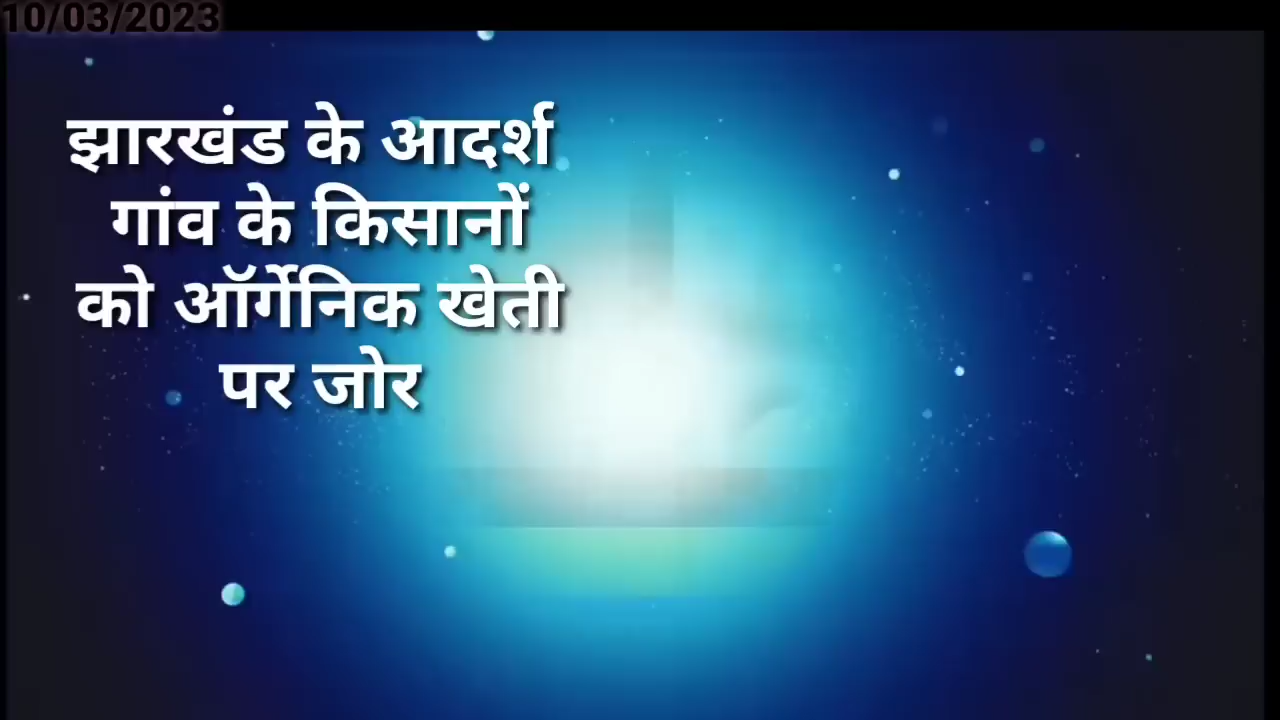 10/03/2023
झारखंड के आदर्श
गांव के किसानों
को ऑर्गेनिक खेती
पर जोर